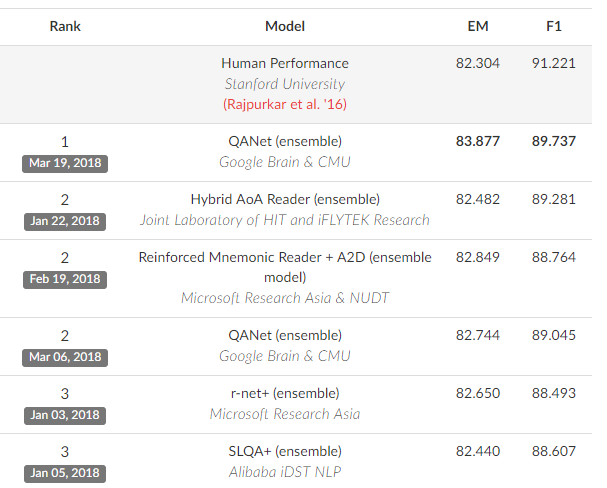 Rank Model EM F1
Human Performance 82.304 91.221
Stanford University
(Rajpurkar et al. '16)
1 QANet (ensemble) 83.877 89.737
Mar 19, 2018 Google Brain & CMU
2 Hybrid AoA Reader (ensemble) 82.482 89.281
Jan 22, 2018 Joint Laboratory of HIT and iFLYTEK Research
2 Reinforced Mnemonic Reader + A2D (ensemble 82.849 88.764
Feb 19, 2018 model)
Microsoft Research Asia & NUDT
2 QANet (ensemble) 82.744 89.045
Mar 06, 2018 Google Brain & CMU
3 r-net+ (ensemble) 82.650 88.493
Jan 03, 2018 Microsoft Research Asia
3 SLQA+ (ensemble) 82.440 88.607
Jan 05, 2018 Alibaba iDST NLP